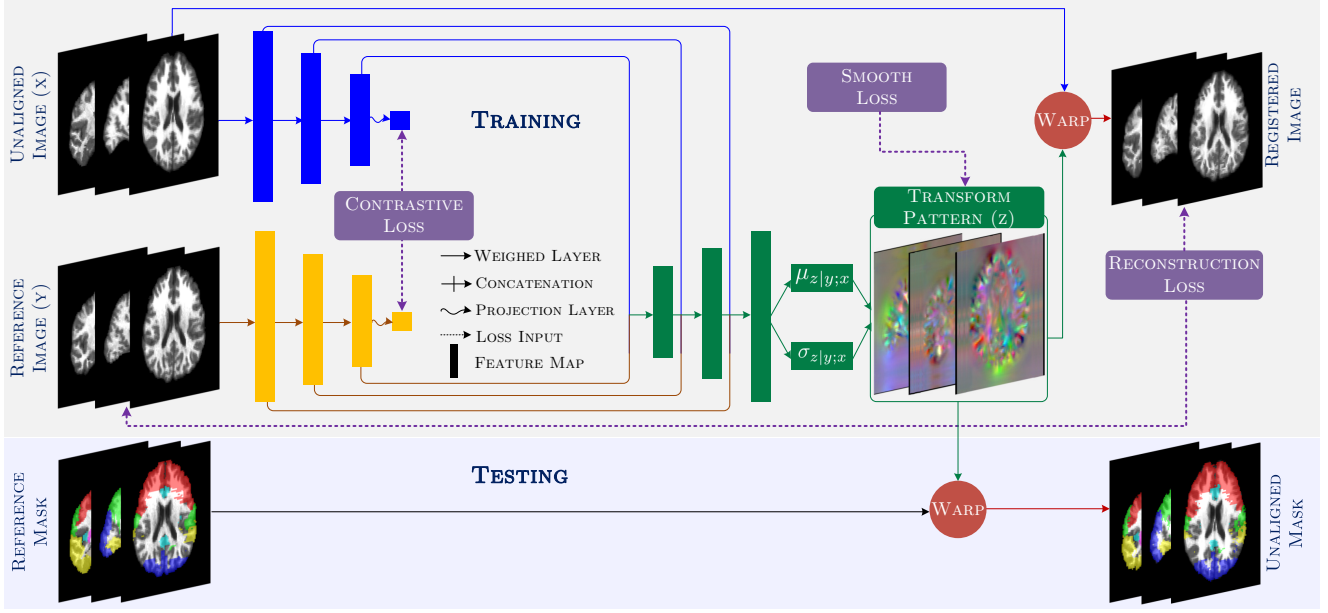 Unaligned
Image (x)
Training
Smooth
Loss
Warp
Registered
Image
Contrastive
Loss
Transform
Pattern (z)
Reference
Image (y)
Weighed Layer
Concatenation
Projection Layer
Loss Input
Feature Map
μz|y;x
σz|y;x
Reconstruction
Loss
Reference
Mask
Testing
Warp
Unaligned
Mask